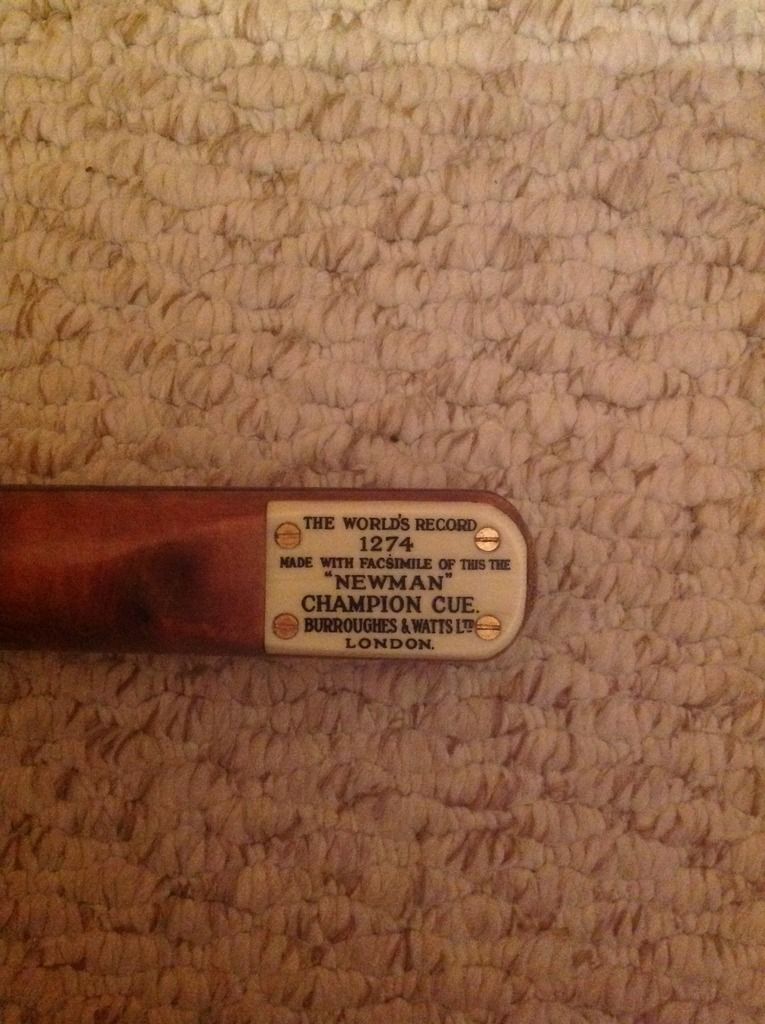 THE WORLD'S RECORD
1274
MADE WITH FACSIMILE OF THIS THE
"NEWMAN"
CHAMPION CUE.
BURROUGHES & WATTS LTD
LONDON.